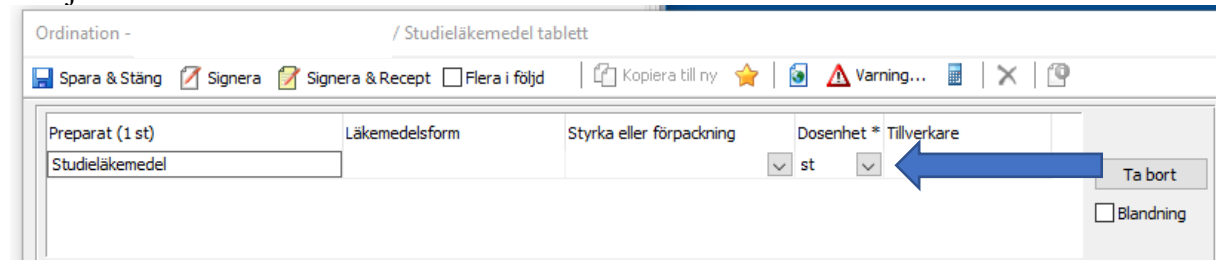 Ordination - / Studieläkemedel tablett
Spara & Stäng Signera Signera & Recept Flera i följd Kopiera till ny Varning...
Preparat (1 st) Läkemedelsform Styrka eller förpackning Dosenhet * Tillverkare
Studieläkemedel st
Ta bort
Blandning